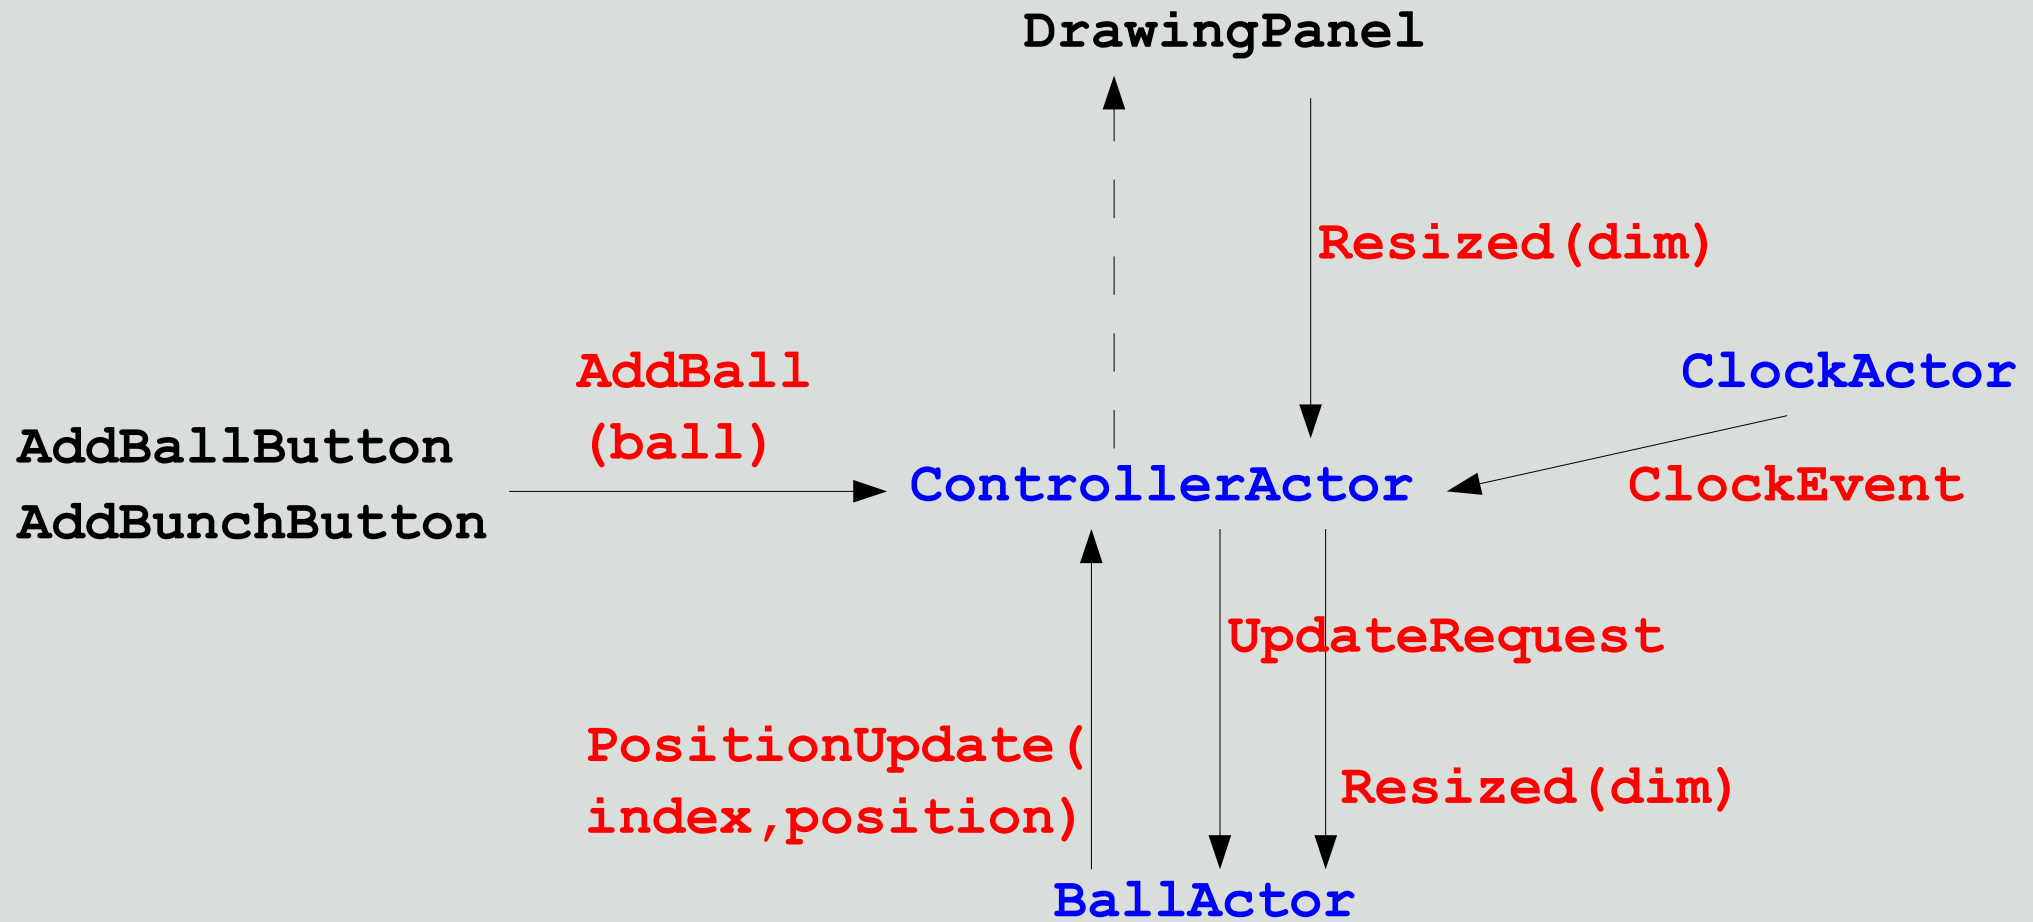 DrawingPanel
Resized(dim)
AddBall
(ball)
ClockActor
AddBallButton
AddBunchButton
ControllerActor
ClockEvent
UpdateRequest
PositionUpdate(
index,position)
Resized(dim)
BallActor